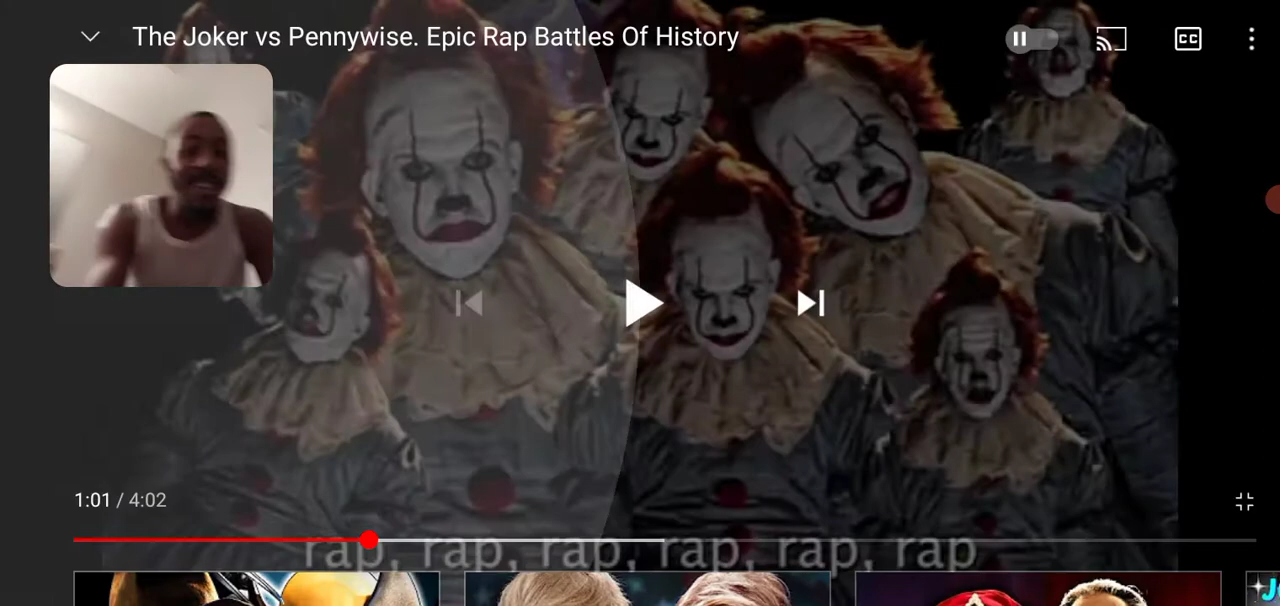 The Joker vs Pennywise. Epic Rap Battles Of History
CC
1:01 / 4:02
rap, rap, rap, rap, rap, rap